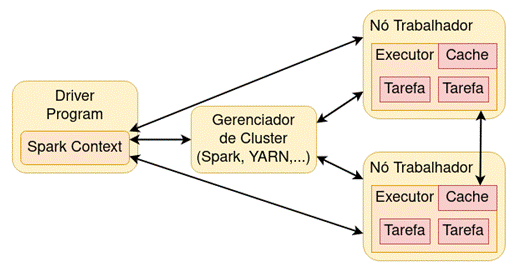 Driver
Program
Spark Context
Gerenciador
de Cluster
(Spark, YARN,...)
Nó Trabalhador
Executor Cache
Tarefa Tarefa
Nó Trabalhador
Executor Cache
Tarefa Tarefa